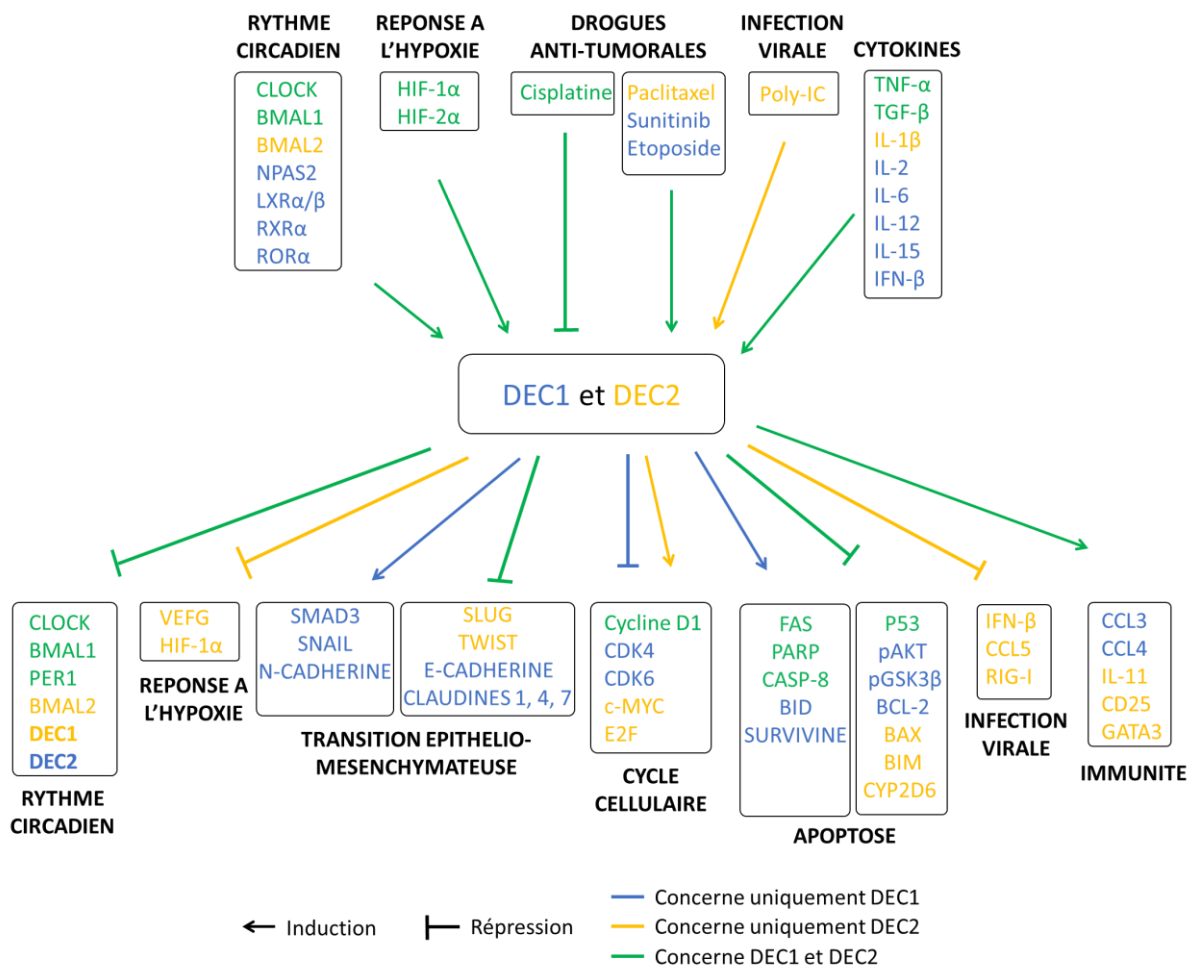 RYTHME
CIRCADIEN
CLOCK
BMAL1
BMAL2
NPAS2
LXRα/β
RXRα
RORα
REPONSE A
L'HYPOXIE
HIF-1α
HIF-2α
DROGUES
ANTI-TUMORALES
Cisplatine
Paclitaxel
Sunitinib
Etoposide
INFECTION
VIRALE
Poly-IC
CYTOKINES
TNF-α
TGF-β
IL-1β
IL-2
IL-6
IL-12
IL-15
IFN-β
DEC1 et DEC2
CLOCK
BMAL1
PER1
BMAL2
DEC1
DEC2
RYTHME
CIRCADIEN
VEFG
HIF-1α
REPONSE A
L'HYPOXIE
SMAD3
SNAIL
N-CADHERINE
SLUG
TWIST
E-CADHERINE
CLAUDINES 1, 4, 7
TRANSITION EPITHELIO-
MESENCHYMATEUSE
Cycline D1
CDK4
CDK6
c-MYC
E2F
CYCLE
CELLULAIRE
FAS
PARP
CASP-8
BID
SURVIVINE
P53
pAKT
pGSK3β
BCL-2
BAX
BIM
CYP2D6
APOPTOSE
IFN-β
CCL5
RIG-I
INFECTION
VIRALE
CCL3
CCL4
IL-11
CD25
GATA3
IMMUNITE
Induction
Répression
Concerne uniquement DEC1
Concerne uniquement DEC2
Concerne DEC1 et DEC2